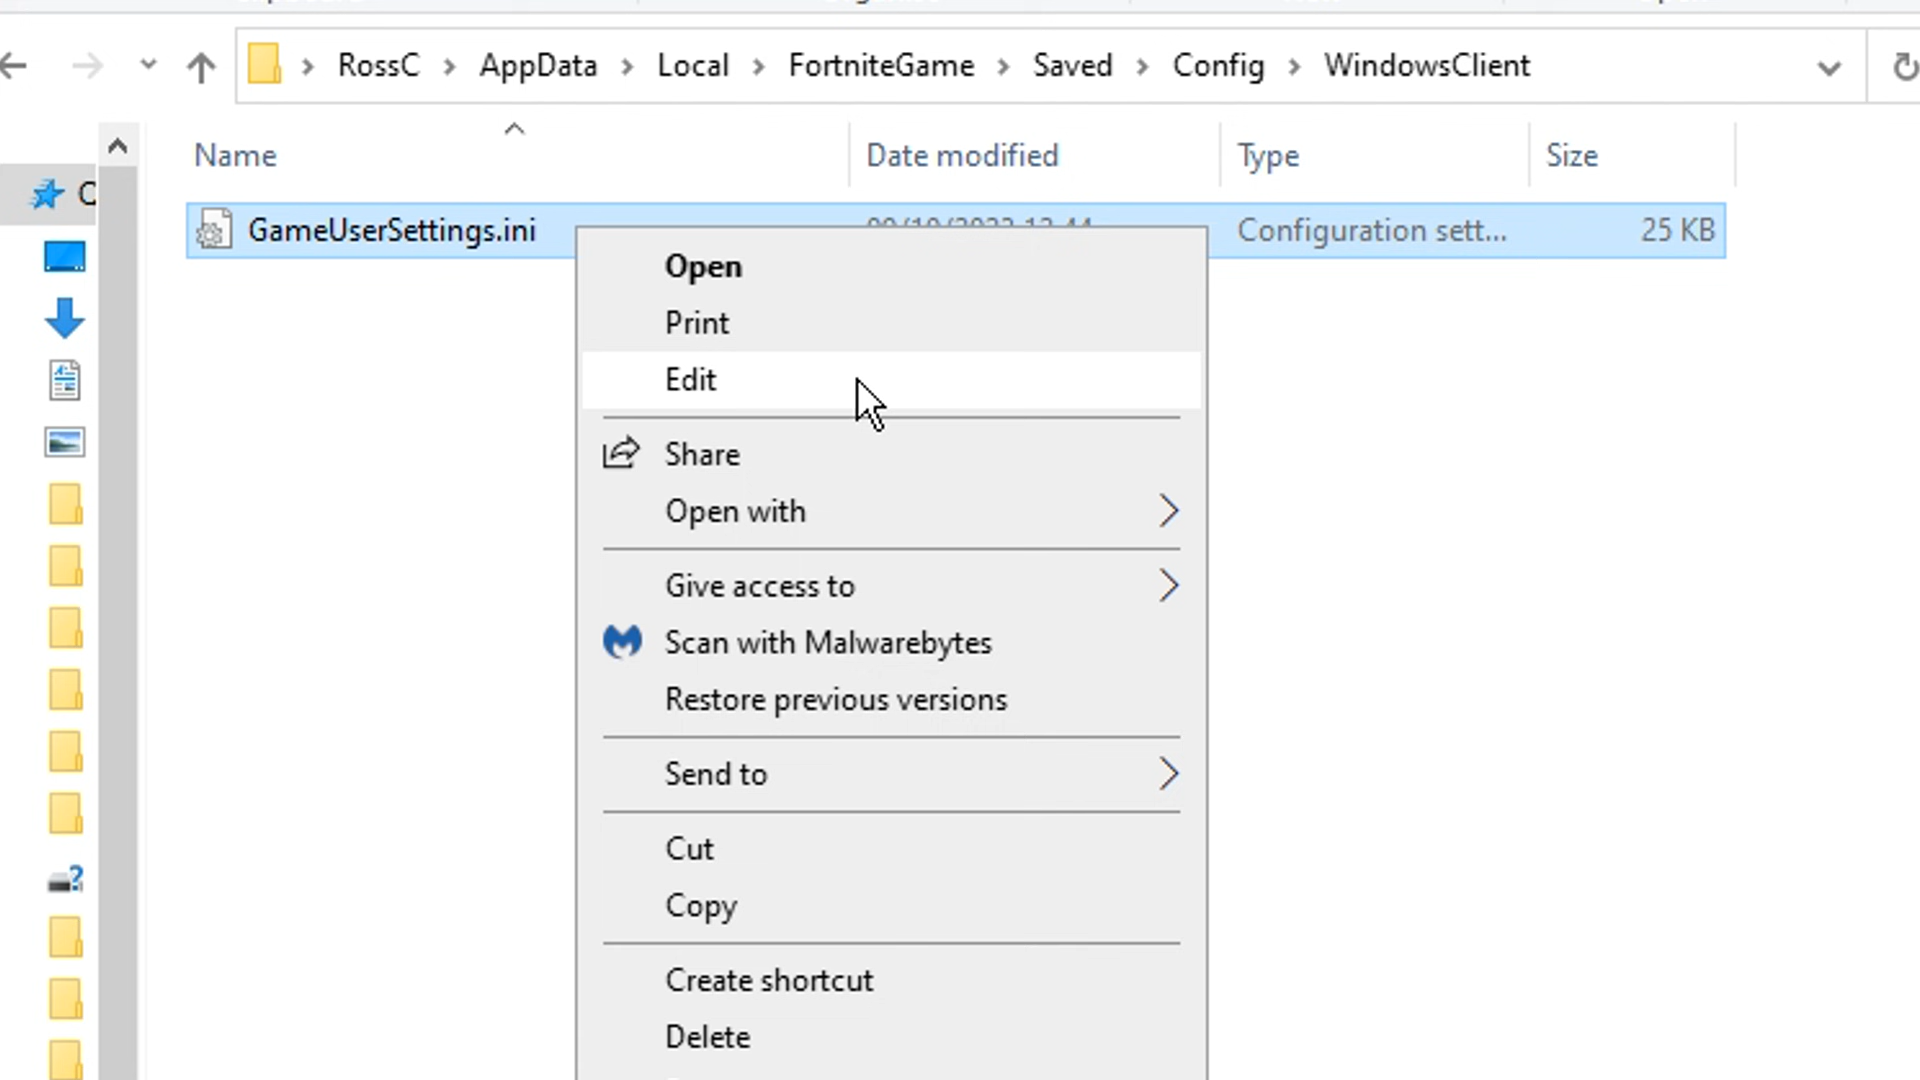 RossC > AppData > Local > FortniteGame > Saved > Config > WindowsClient
Name Date modified Type Size
GameUserSettings.ini Configuration sett... 25 KB
Open
Print
Edit
Share
Open with
Give access to
Scan with Malwarebytes
Restore previous versions
Send to
Cut
Copy
Create shortcut
Delete